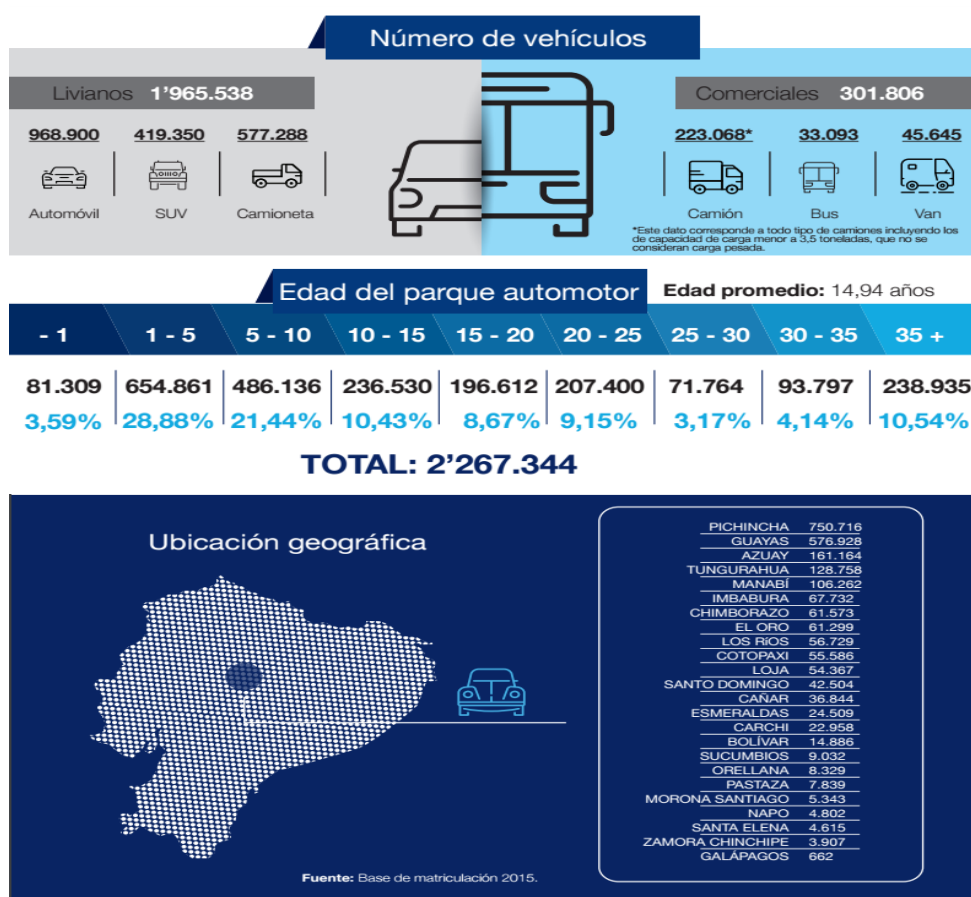 Número de vehículos
Livianos 1’965.538
968.900 419.350 577.288
Automóvil SUV Camioneta
Comerciales 301.806
223.068* 33.093 45.645
Camión Bus Van
*Este dato corresponde a todo tipo de camiones incluyendo los
de capacidad de carga menor a 3,5 toneladas, que no se
consideran carga pesada.
Edad del parque automotor
Edad promedio: 14,94 años
- 1 1 - 5 5 - 10 10 - 15 15 - 20 20 - 25 25 - 30 30 - 35 35 +
81.309 654.861 486.136 236.530 196.612 207.400 71.764 93.797 238.935
3,59% 28,88% 21,44% 10,43% 8,67% 9,15% 3,17% 4,14% 10,54%
TOTAL: 2’267.344
Ubicación geográfica
PICHINCHA 750.716
GUAYAS 576.928
AZUAY 161.164
TUNGURAHUA 128.758
MANABÍ 106.262
IMBABURA 67.732
CHIMBORAZO 61.573
EL ORO 61.299
LOS RÍOS 56.729
COTOPAXI 55.586
LOJA 54.367
SANTO DOMINGO 42.504
CAÑAR 36.844
ESMERALDAS 24.509
CARCHI 22.958
BOLÍVAR 14.886
SUCUMBIOS 9.032
ORELLANA 8.329
PASTAZA 7.839
MORONA SANTIAGO 5.343
NAPO 4.802
SANTA ELENA 4.615
ZAMORA CHINCHIPE 3.907
GALÁPAGOS 662
Fuente: Base de matriculación 2015.